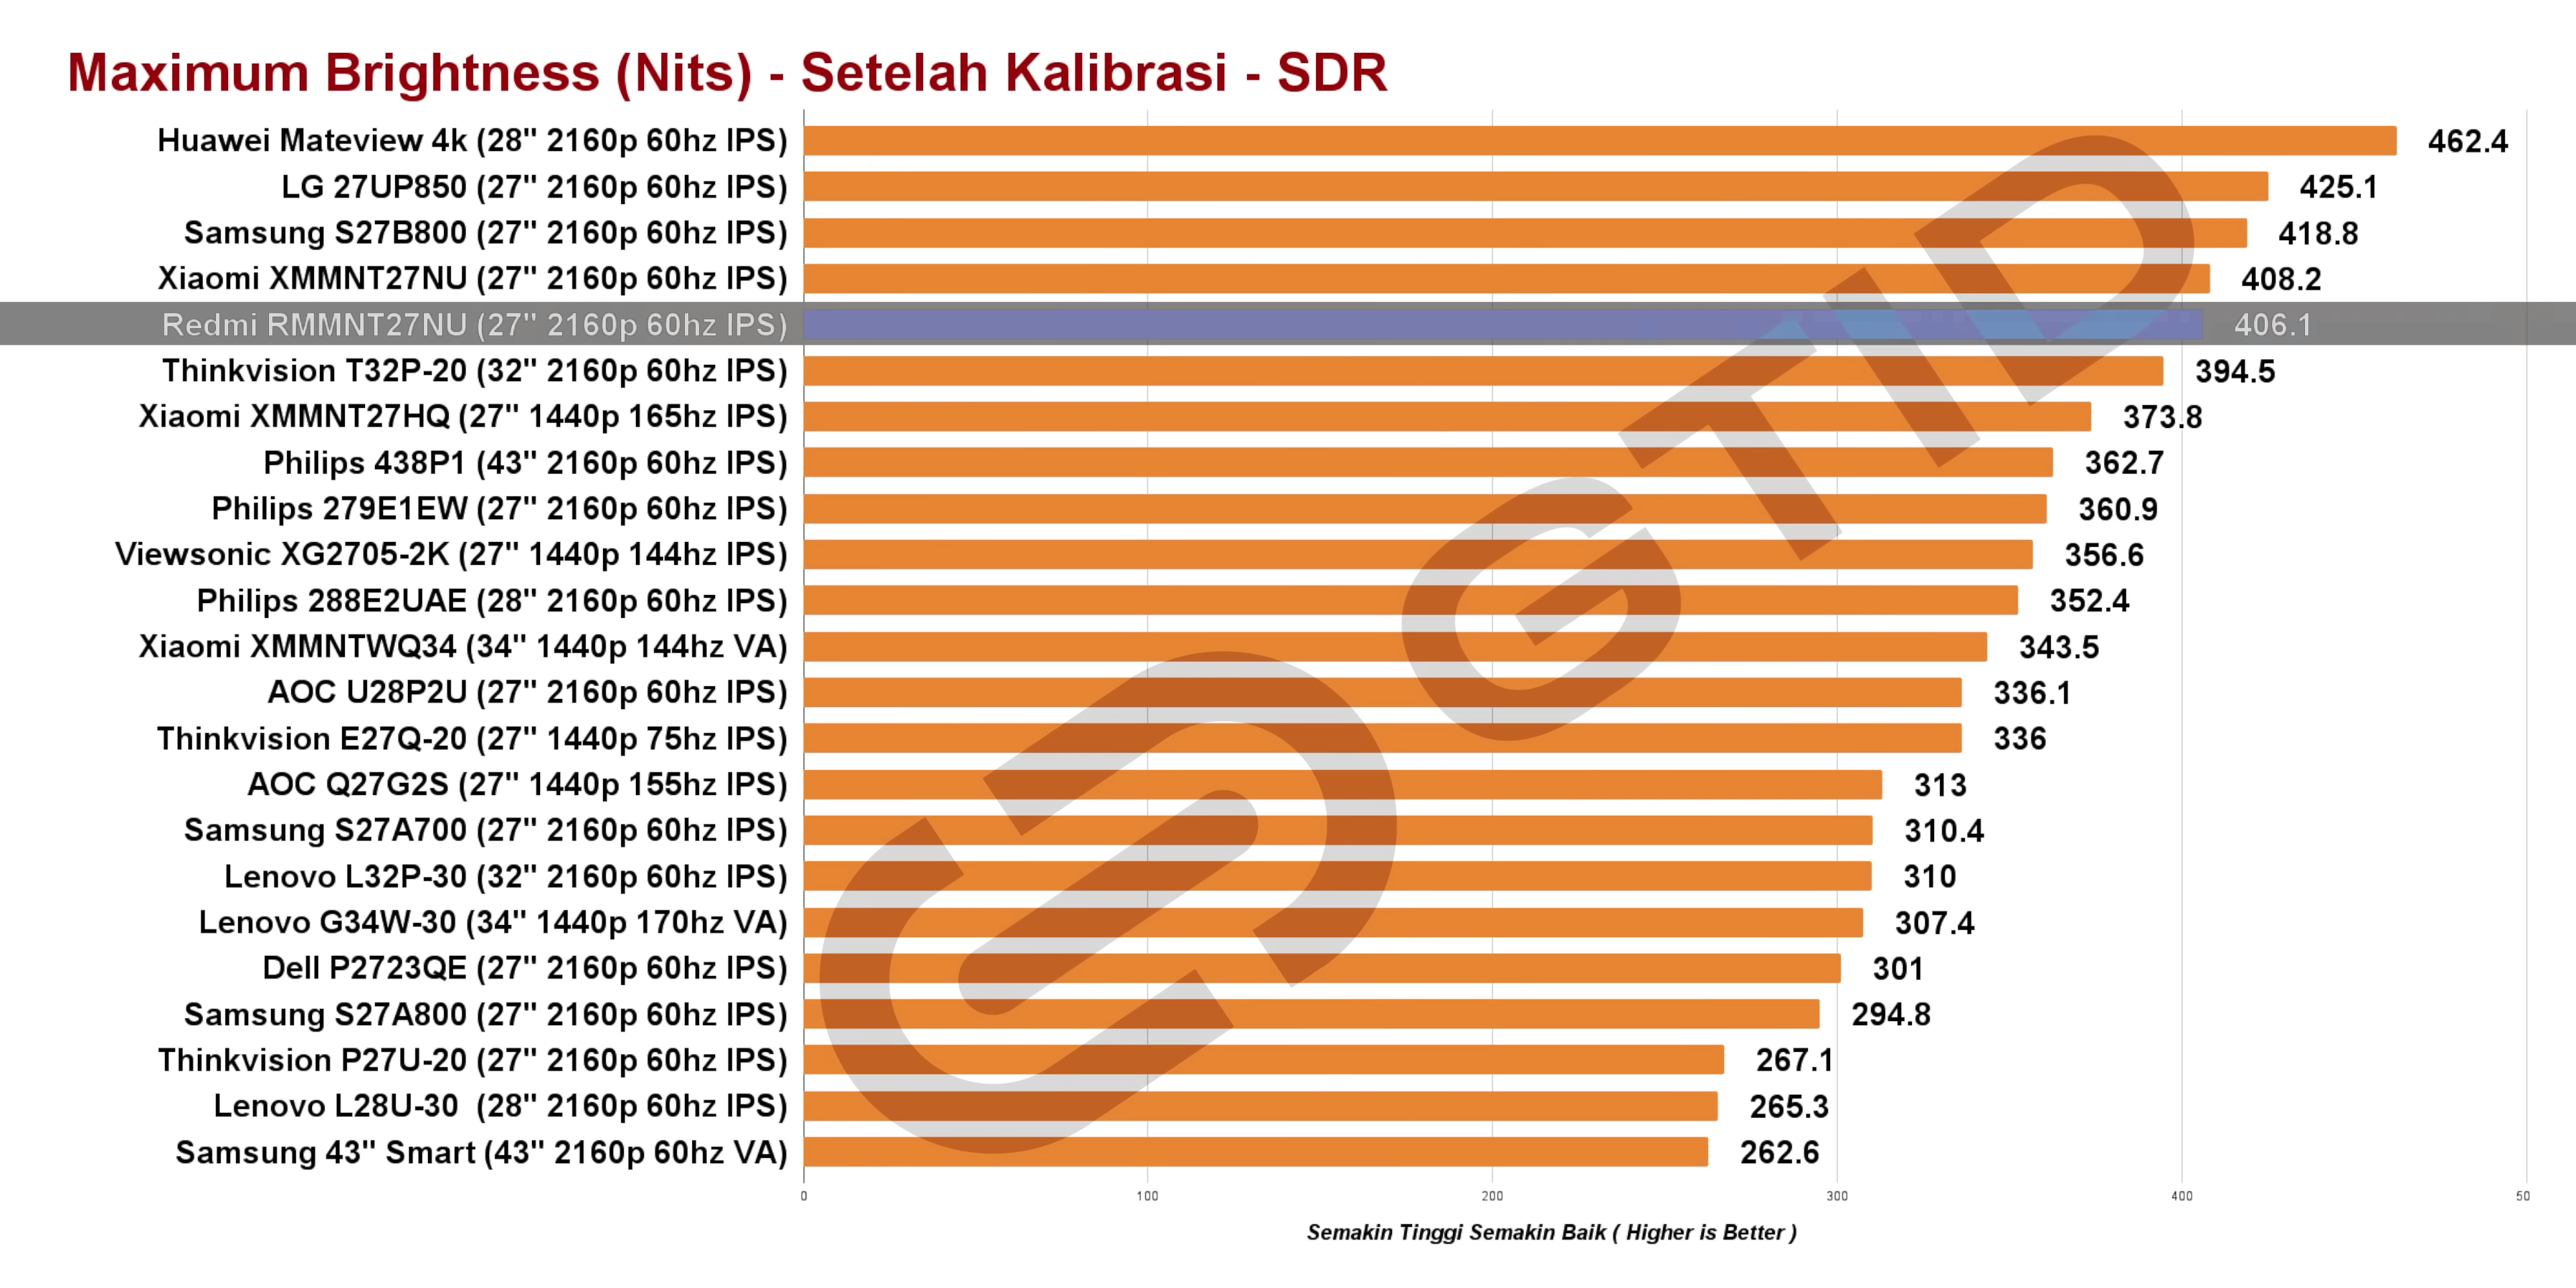 Maximum Brightness (Nits) - Setelah Kalibrasi - SDR
Huawei Mateview 4k (28" 2160p 60hz IPS) 462.4
LG 27UP850 (27" 2160p 60hz IPS) 425.1
Samsung S27B800 (27" 2160p 60hz IPS) 418.8
Xiaomi XMMNT27NU (27" 2160p 60hz IPS) 408.2
Redmi RMMNT27NU (27" 2160p 60hz IPS) 406.1
Thinkvision T32P-20 (32" 2160p 60hz IPS) 394.5
Xiaomi XMMNT27HQ (27" 1440p 165hz IPS) 373.8
Philips 438P1 (43" 2160p 60hz IPS) 362.7
Philips 279E1EW (27" 2160p 60hz IPS) 360.9
Viewsonic XG2705-2K (27" 1440p 144hz IPS) 356.6
Philips 288E2UAE (28" 2160p 60hz IPS) 352.4
Xiaomi XMMNTWQ34 (34" 1440p 144hz VA) 343.5
AOC U28P2U (27" 2160p 60hz IPS) 336.1
Thinkvision E27Q-20 (27" 1440p 75hz IPS) 336
AOC Q27G2S (27" 1440p 155hz IPS) 313
Samsung S27A700 (27" 2160p 60hz IPS) 310.4
Lenovo L32P-30 (32" 2160p 60hz IPS) 310
Lenovo G34W-30 (34" 1440p 170hz VA) 307.4
Dell P2723QE (27" 2160p 60hz IPS) 301
Samsung S27A800 (27" 2160p 60hz IPS) 294.8
Thinkvision P27U-20 (27" 2160p 60hz IPS) 267.1
Lenovo L28U-30 (28" 2160p 60hz IPS) 265.3
Samsung 43" Smart (43" 2160p 60hz VA) 262.6
0 100 200 300 400 50
Semakin Tinggi Semakin Baik ( Higher is Better )
GTID